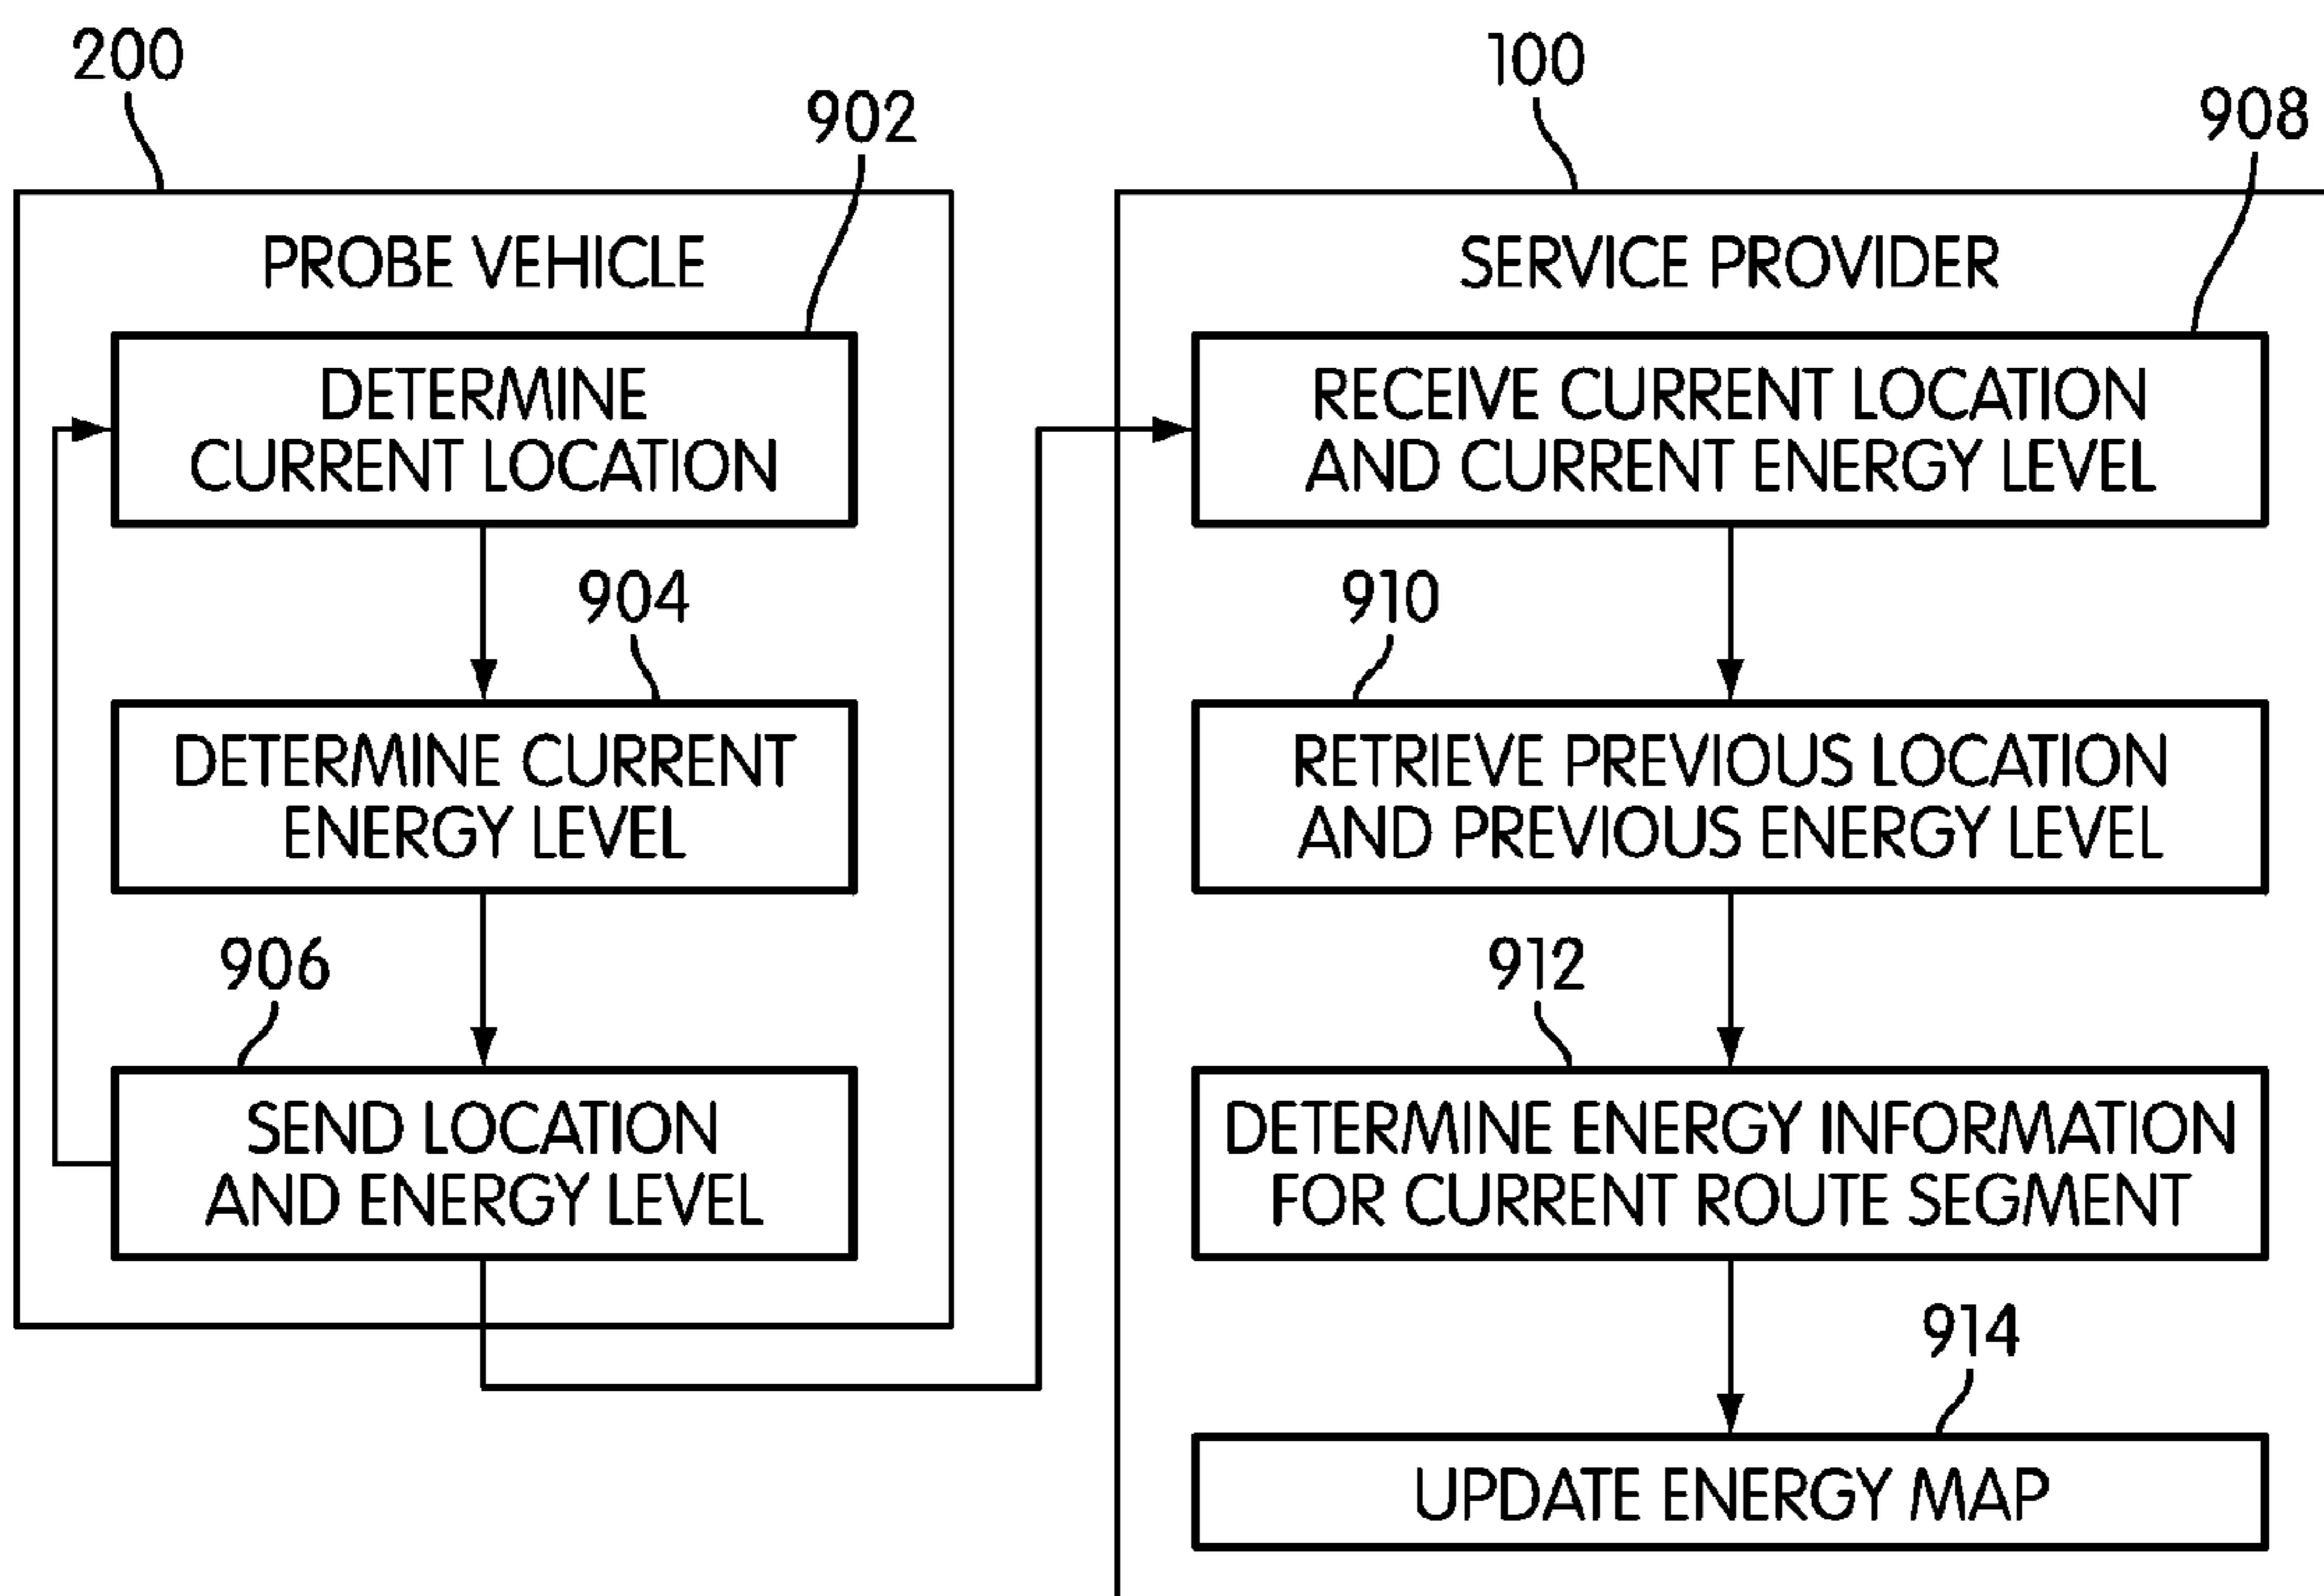 200
902
PROBE VEHICLE
DETERMINE
CURRENT LOCATION
904
DETERMINE CURRENT
ENERGY LEVEL
906
SEND LOCATION
AND ENERGY LEVEL
100
908
SERVICE PROVIDER
RECEIVE CURRENT LOCATION
AND CURRENT ENERGY LEVEL
910
RETRIEVE PREVIOUS LOCATION
AND PREVIOUS ENERGY LEVEL
912
DETERMINE ENERGY INFORMATION
FOR CURRENT ROUTE SEGMENT
914
UPDATE ENERGY MAP